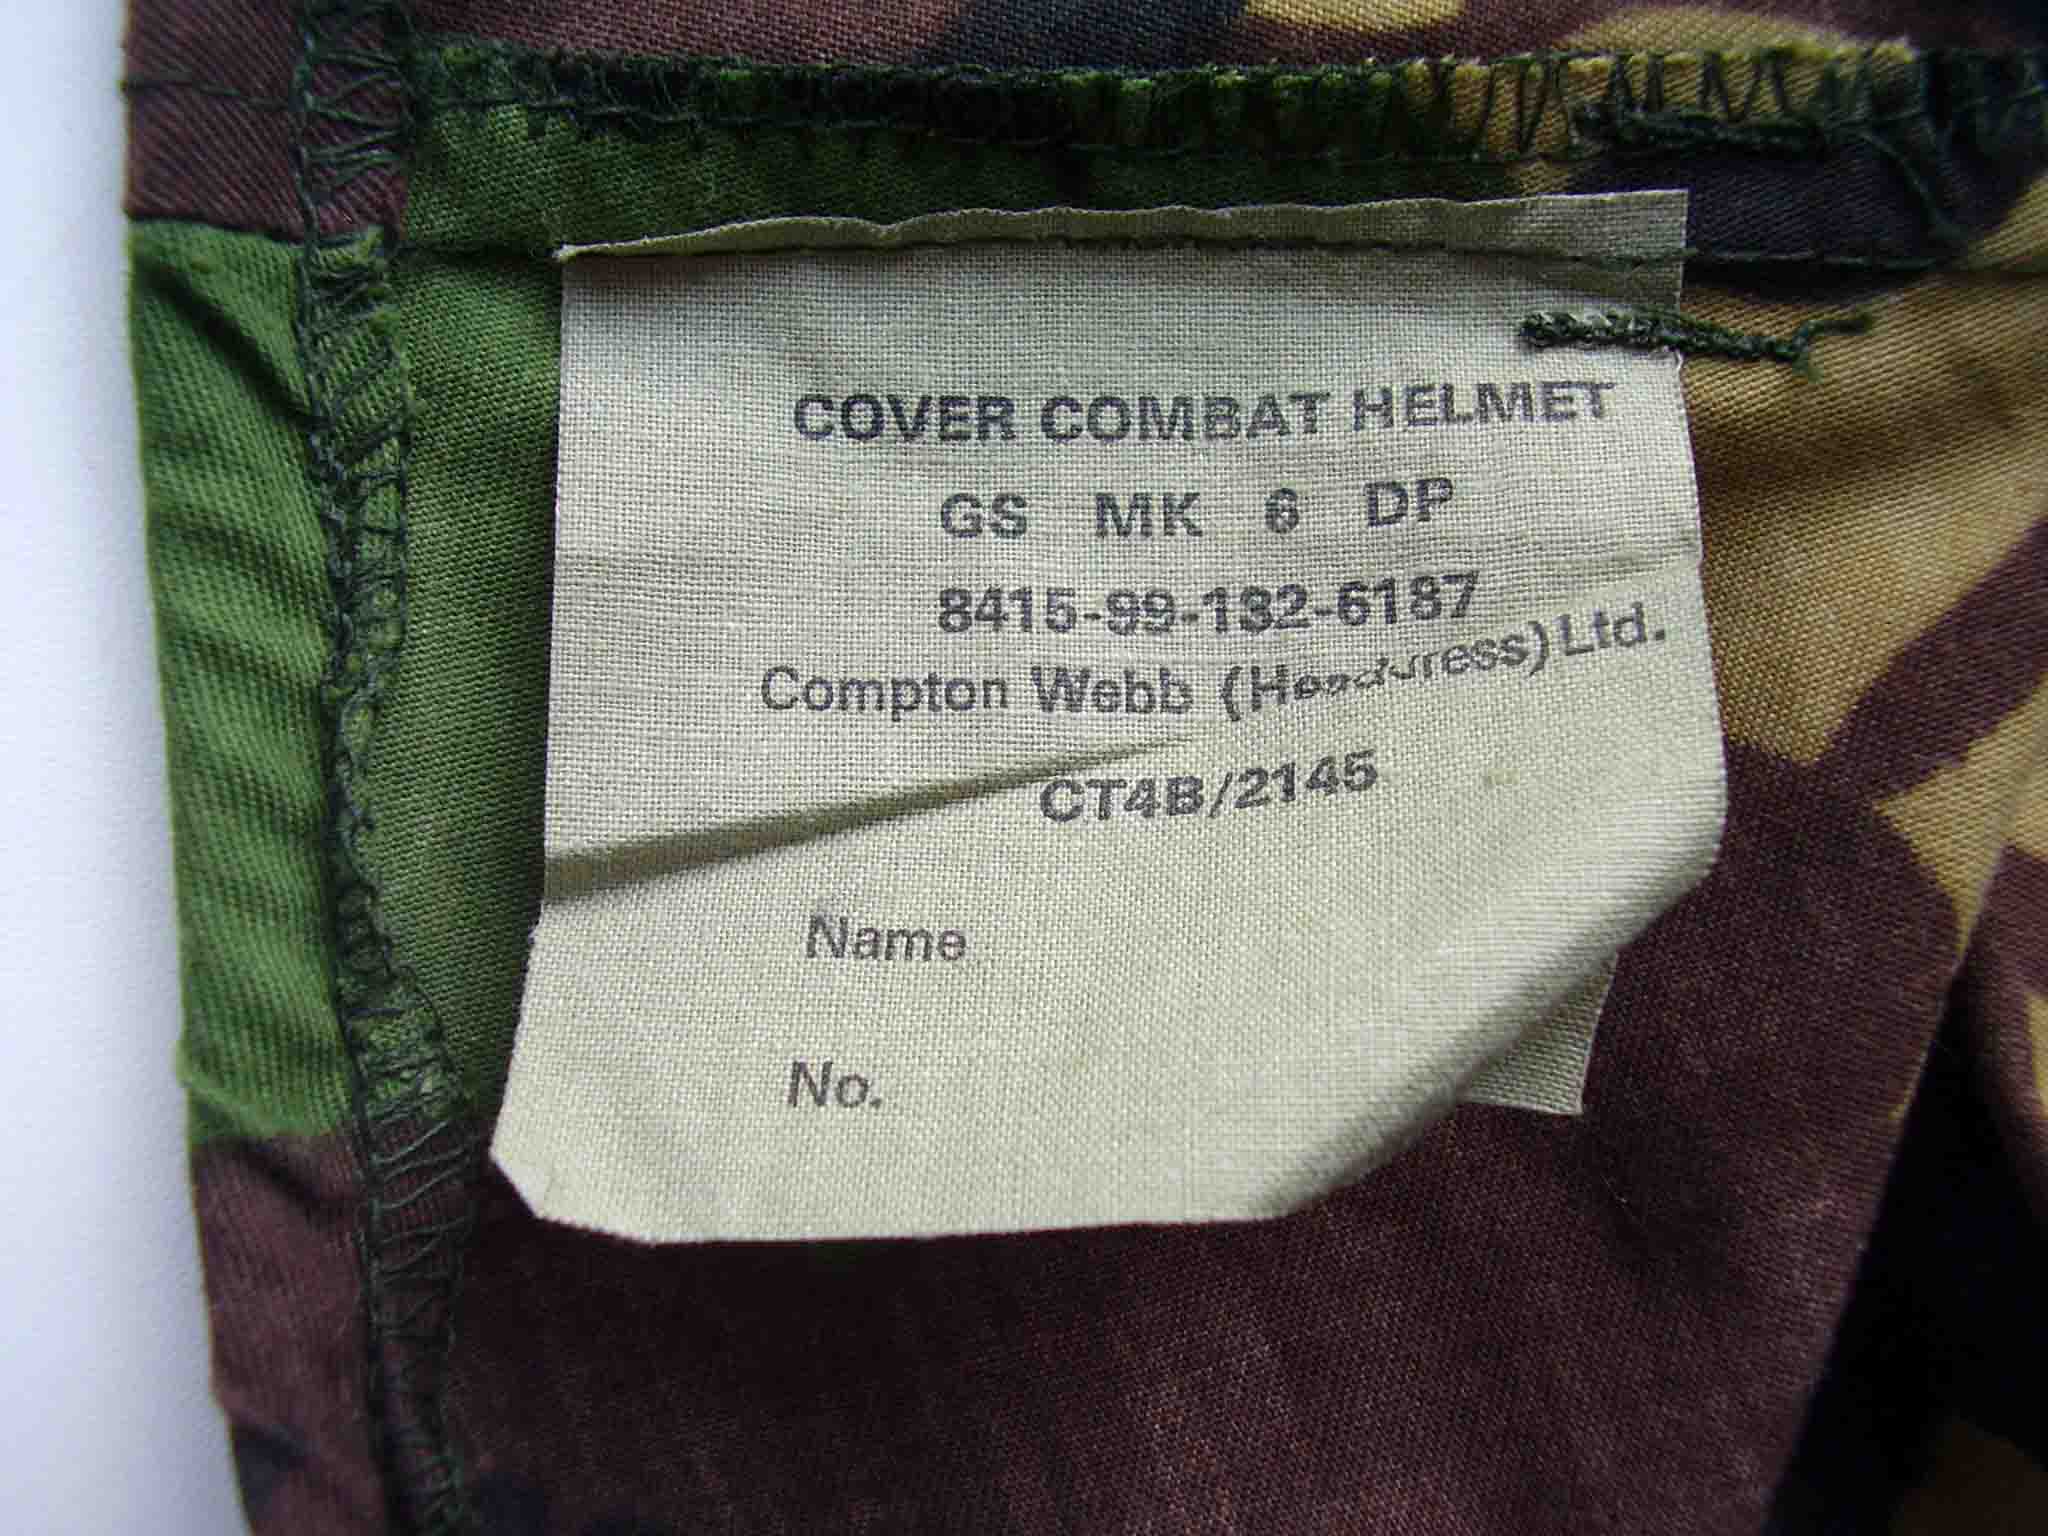 COVER COMBAT HELMET
GS MK 6 DP
8415-99-132-6187
Compton Webb (Headdress) Ltd.
CT4B/2145
Name
No.